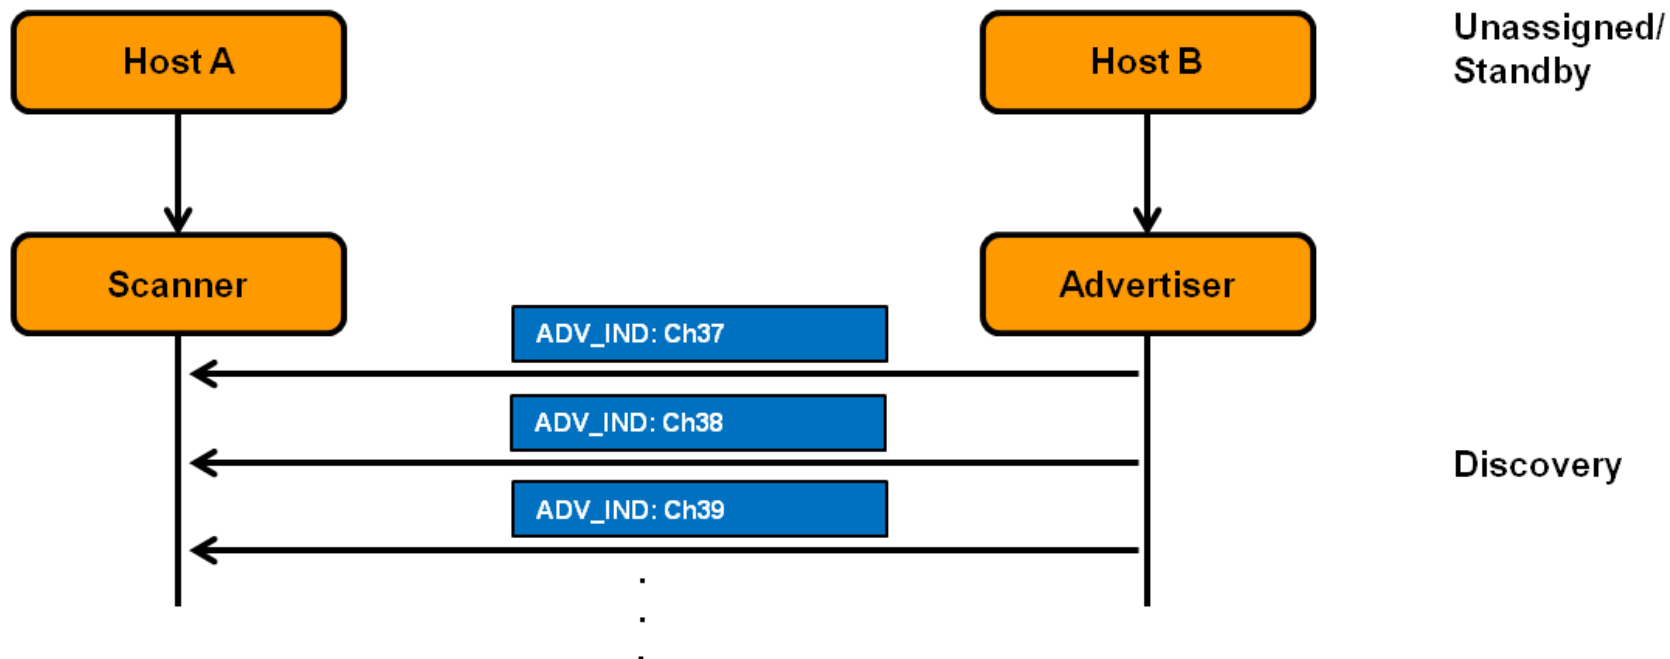 Host A
Host B
Unassigned/
Standby
Scanner
Advertiser
ADV_IND: Ch37
ADV_IND: Ch38
Discovery
ADV_IND: Ch39
.
.
.